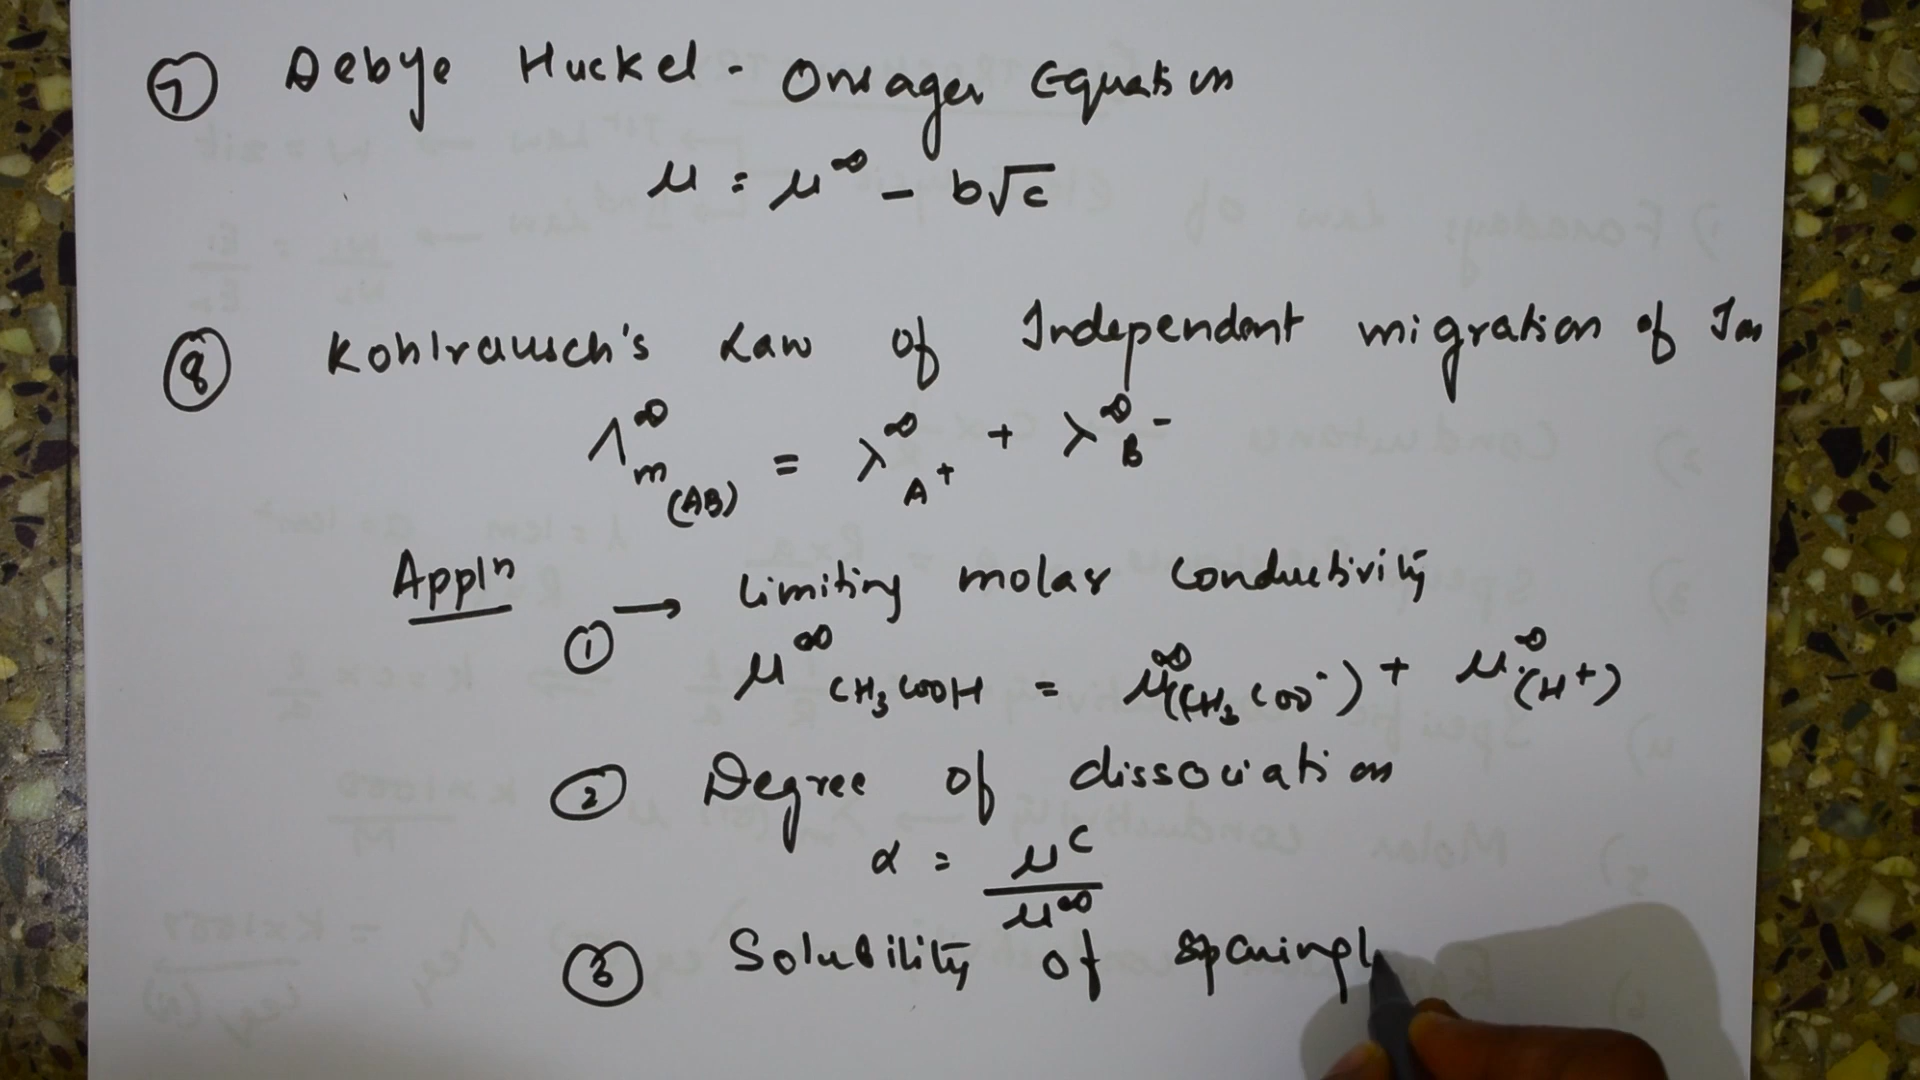 7 Debye Huckel - Onsager Equation
μ = μ^∞ - b√c
8 Kohlrausch's Law of Independent migration of Ion
Λ^∞ m (AB) = λ^∞ A+ + λ^∞ B-
Appln
1 → Limiting molar conductivity
μ^∞ CH3COOH = μ^∞ (CH3COO-) + μ^∞ (H+)
2 Degree of dissociation
α = μ^c / μ^∞
3 Solubility of sparingl